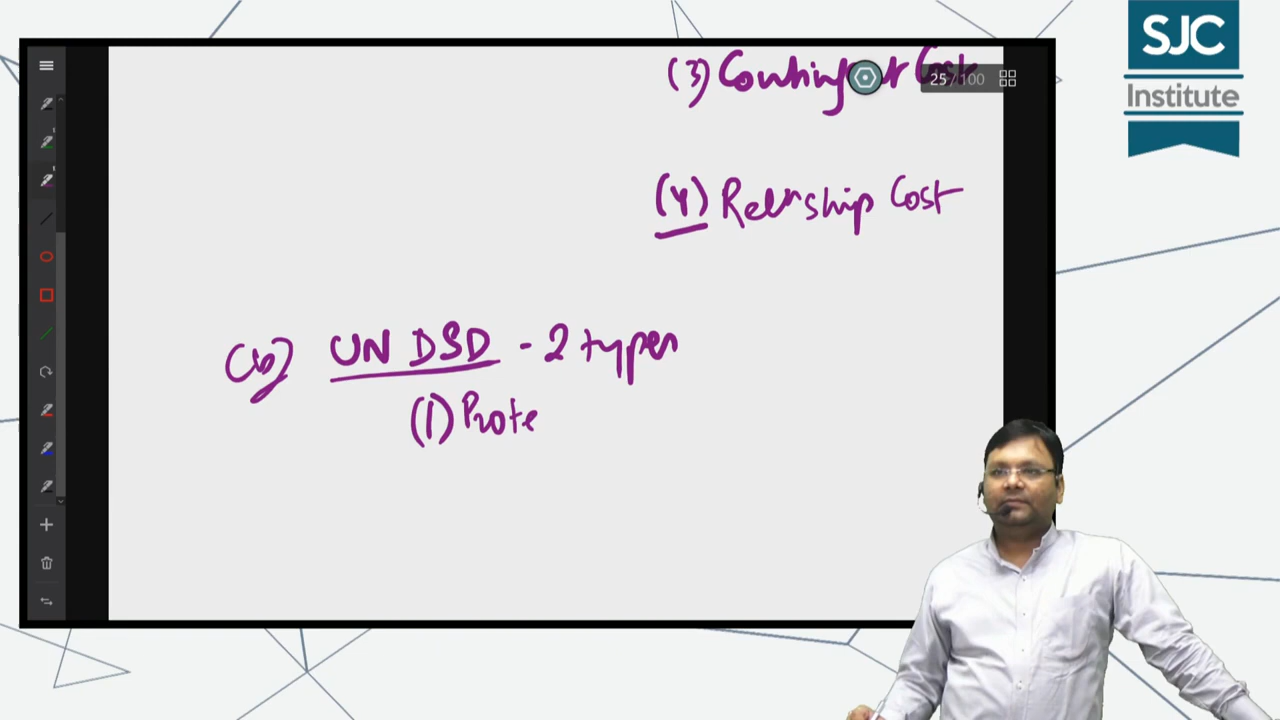 SJC
Institute
(3) Contingent Cost
25/100
(4) Relnship Cost
(b) UN DSD - 2 types
(1) Prote